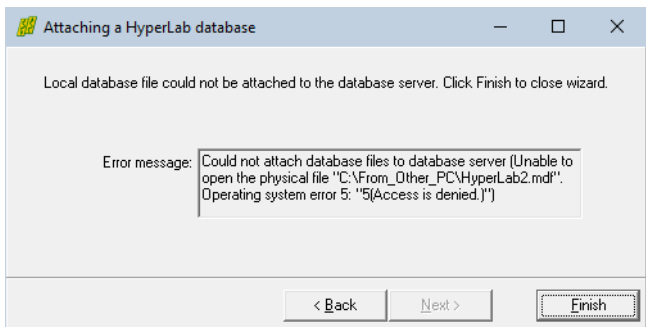 Attaching a HyperLab database
Local database file could not be attached to the database server. Click Finish to close wizard.
Error message:
Could not attach database files to database server (Unable to
open the physical file "C:\From_Other_PC\HyperLab2.mdf".
Operating system error 5: "5(Access is denied.)")
< Back
Next >
Finish